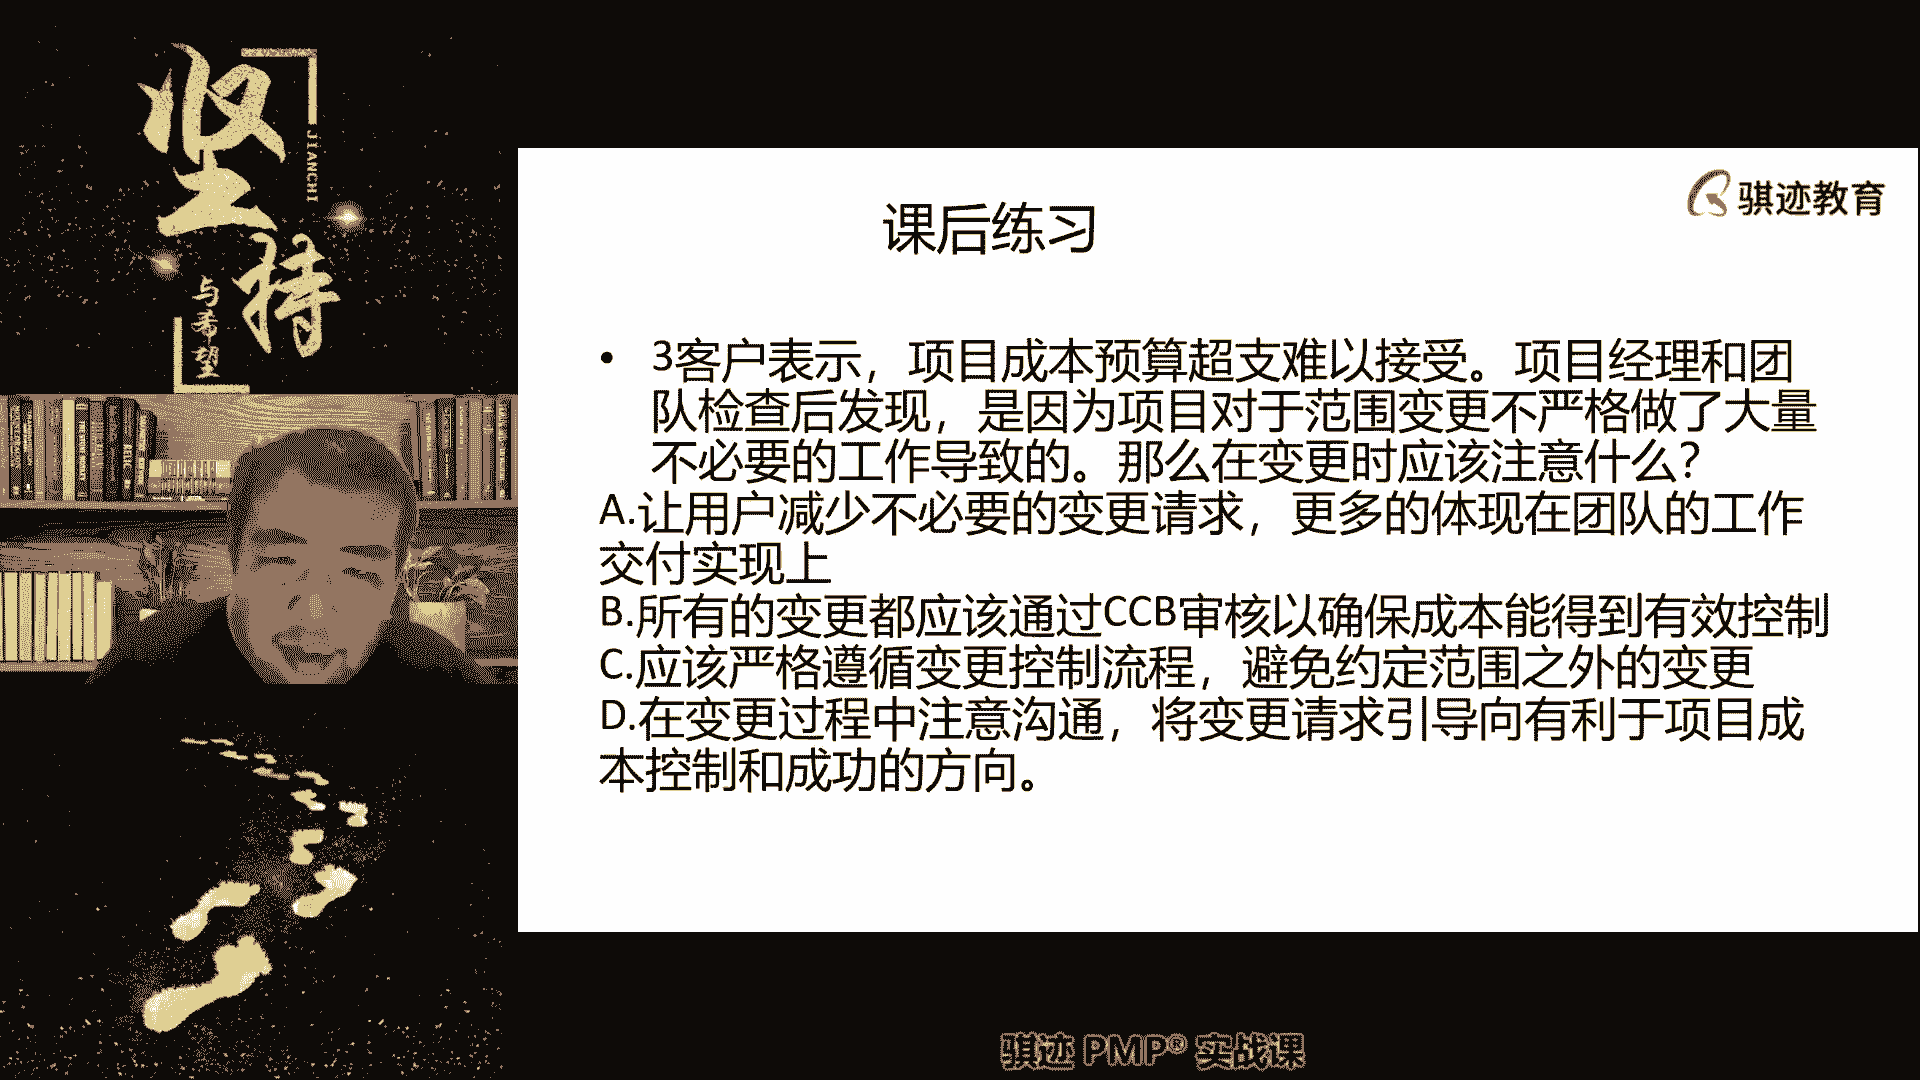 坚持
JIANCHI
与希望
骐迹教育
课后练习
• 3客户表示，项目成本预算超支难以接受。项目经理和团
队检查后发现，是因为项目对于范围变更不严格做了大量
不必要的工作导致的。那么在变更时应该注意什么？
A.让用户减少不必要的变更请求，更多的体现在团队的工作
交付实现上
B.所有的变更都应该通过CCB审核以确保成本能得到有效控制
C.应该严格遵循变更控制流程，避免约定范围之外的变更
D.在变更过程中注意沟通，将变更请求引导向有利于项目成
本控制和成功的方向。
骐迹 PMP® 实战课